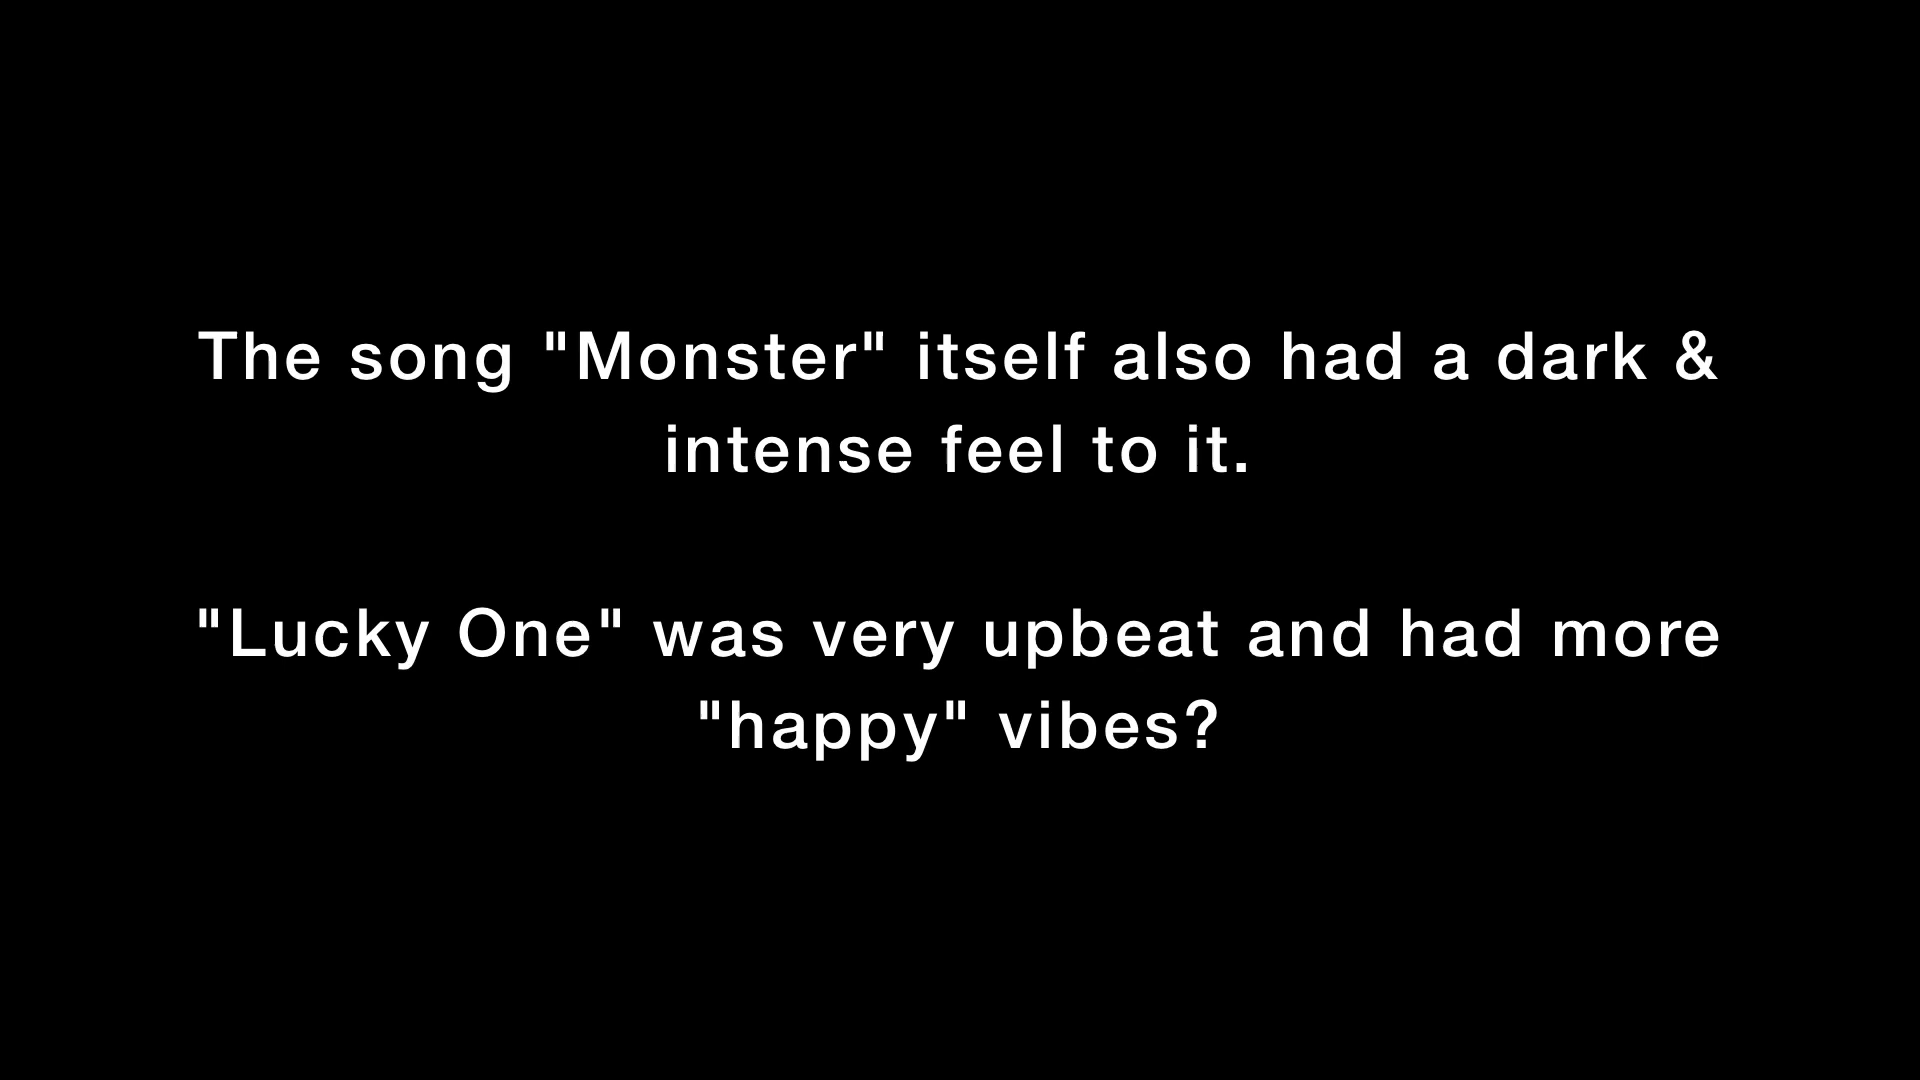 The song "Monster" itself also had a dark &
intense feel to it.
"Lucky One" was very upbeat and had more
"happy" vibes?